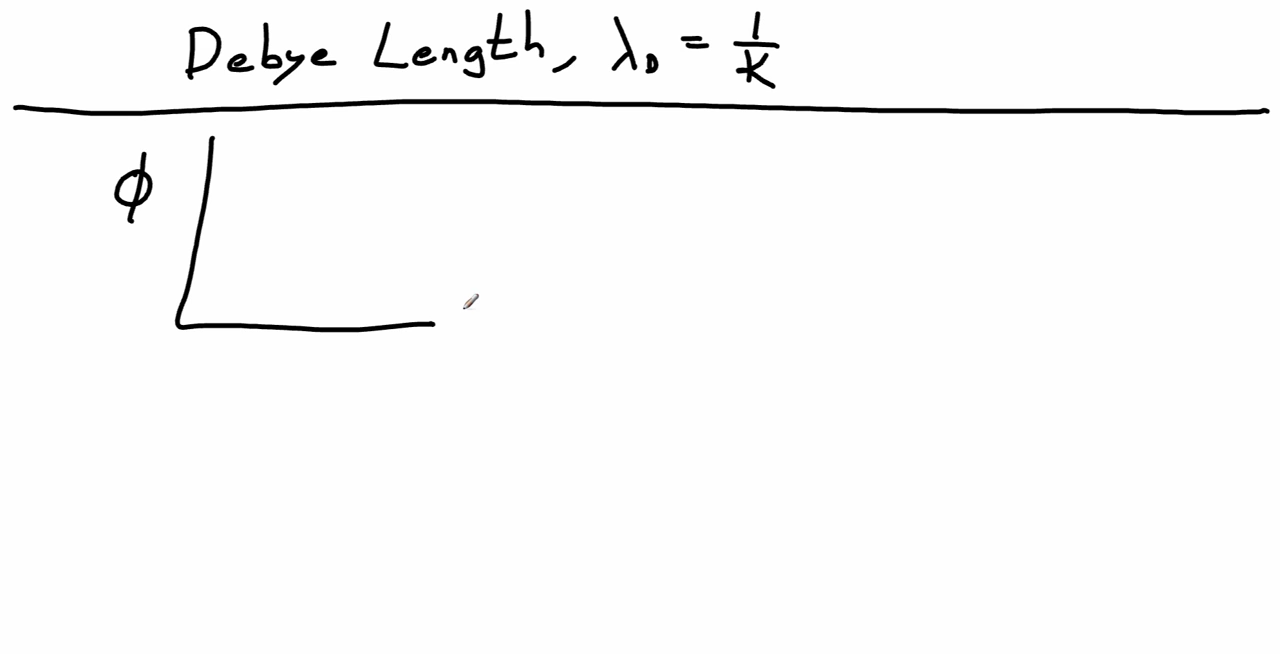 Debye Length, λD = 1/K
ϕ